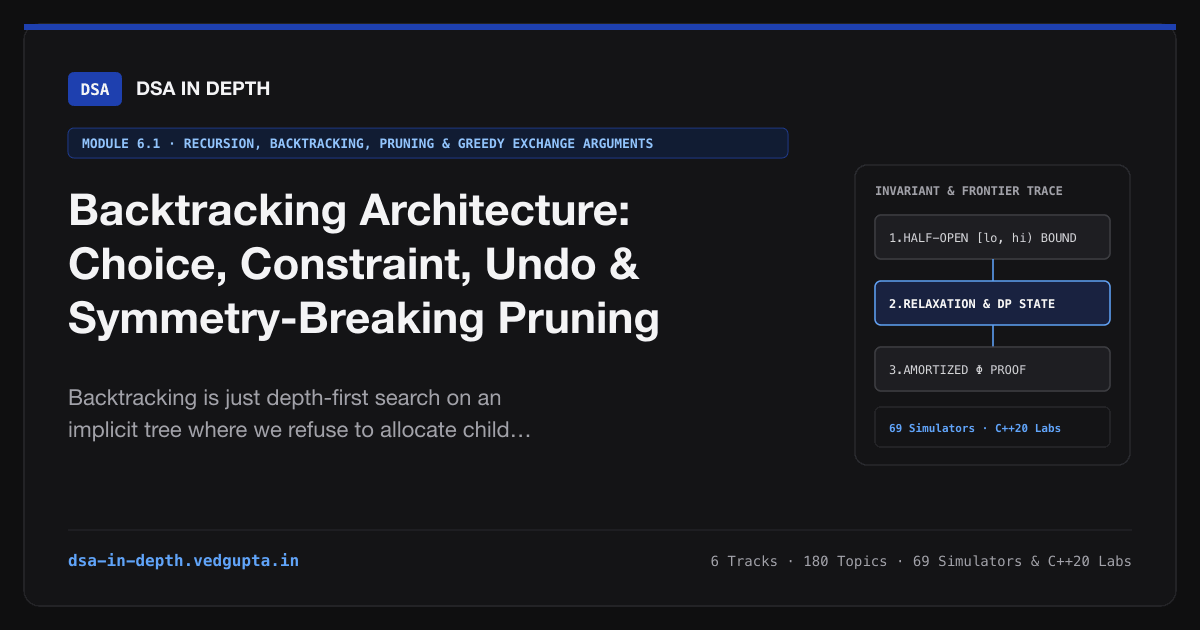 DSA
DSA IN DEPTH
MODULE 6.1 · RECURSION, BACKTRACKING, PRUNING & GREEDY EXCHANGE ARGUMENTS
Backtracking Architecture:
Choice, Constraint, Undo &
Symmetry-Breaking Pruning
Backtracking is just depth-first search on an
implicit tree where we refuse to allocate child…
INVARIANT & FRONTIER TRACE
1.HALF-OPEN [lo, hi) BOUND
2.RELAXATION & DP STATE
3.AMORTIZED Φ PROOF
69 Simulators · C++20 Labs
dsa-in-depth.vedgupta.in
6 Tracks · 180 Topics · 69 Simulators & C++20 Labs